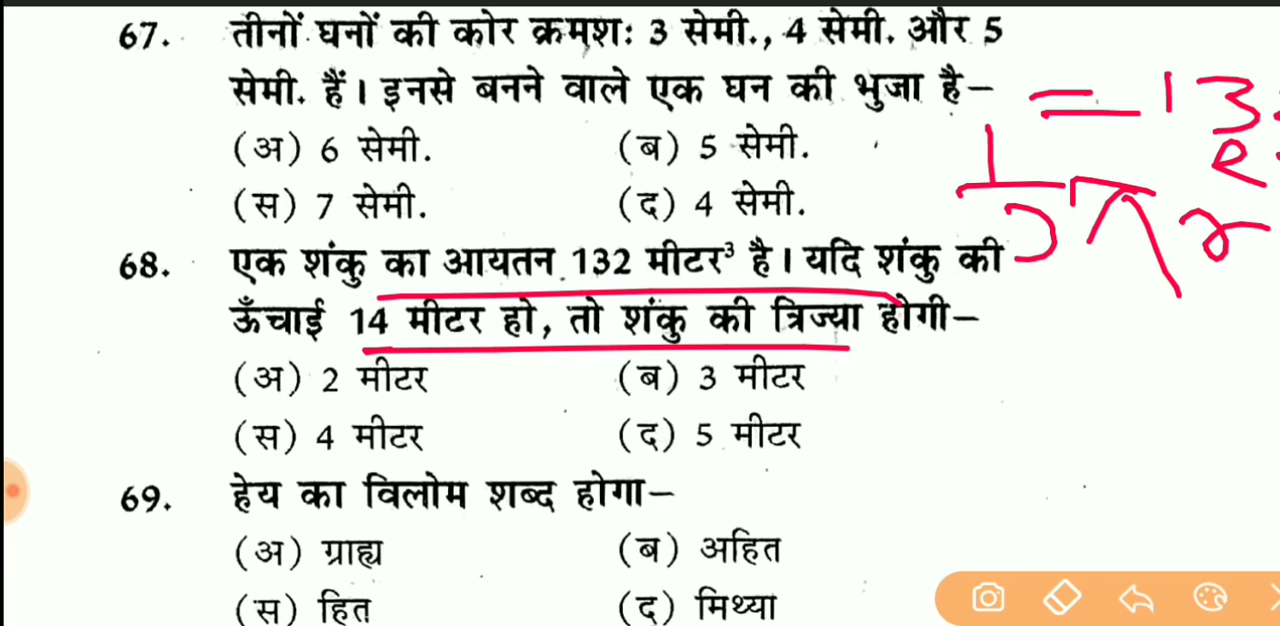 67. तीनों घनों की कोर क्रमशः 3 सेमी., 4 सेमी. और 5
सेमी. हैं। इनसे बनने वाले एक घन की भुजा है–
(अ) 6 सेमी. (ब) 5 सेमी.
(स) 7 सेमी. (द) 4 सेमी.
68. एक शंकु का आयतन 132 मीटर³ है। यदि शंकु की
ऊँचाई 14 मीटर हो, तो शंकु की त्रिज्या होगी–
(अ) 2 मीटर (ब) 3 मीटर
(स) 4 मीटर (द) 5 मीटर
69. हेय का विलोम शब्द होगा–
(अ) ग्राह्य (ब) अहित
(स) हित (द) मिथ्या